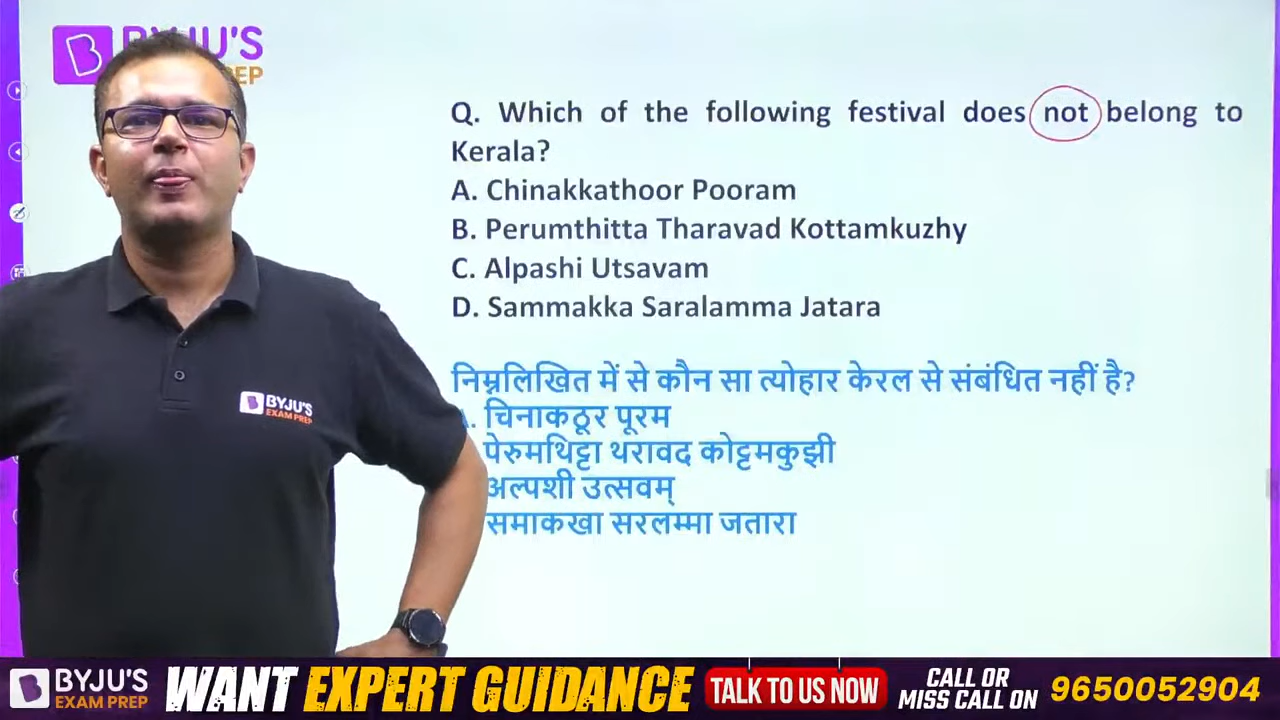 BYJU'S
Q. Which of the following festival does not belong to
Kerala?
A. Chinakkathoor Pooram
B. Perumthitta Tharavad Kottamkuzhy
C. Alpashi Utsavam
D. Sammakka Saralamma Jatara
निम्नलिखित में से कौन सा त्योहार केरल से संबंधित नहीं है?
चिनाकठूर पूरम
पेरुमथिट्टा थरावद कोट्टमकुझी
अल्पशी उत्सवम्
समाकखा सरलम्मा जतारा
BYJU'S
EXAM PREP
BYJU'S
EXAM PREP
WANT EXPERT GUIDANCE
TALK TO US NOW
CALL OR
MISS CALL ON
9650052904